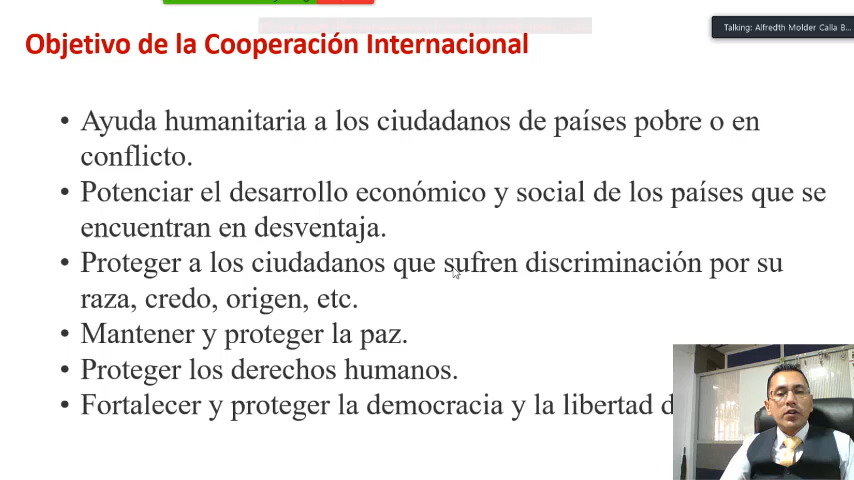 Talking: Alfredth Molder Calla B...
Objetivo de la Cooperación Internacional
• Ayuda humanitaria a los ciudadanos de países pobre o en
conflicto.
• Potenciar el desarrollo económico y social de los países que se
encuentran en desventaja.
• Proteger a los ciudadanos que sufren discriminación por su
raza, credo, origen, etc.
• Mantener y proteger la paz.
• Proteger los derechos humanos.
• Fortalecer y proteger la democracia y la libertad